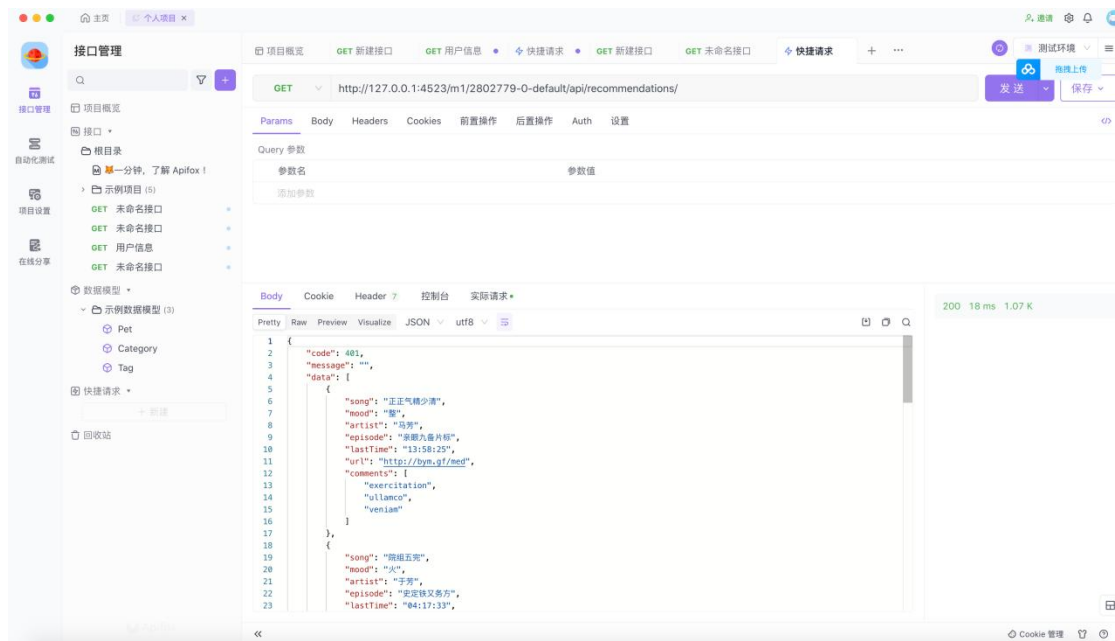 主页
个人项目 ×
邀请
接口管理
自动化测试
项目设置
在线分享
接口管理
项目概览
接口
根目录
一分钟，了解 Apifox！
示例项目 (5)
GET 未命名接口
GET 未命名接口
GET 用户信息
GET 未命名接口
数据模型
示例数据模型 (3)
Pet
Category
Tag
快捷请求
+ 新建
回收站
项目概览 GET 新建接口 GET 用户信息 快捷请求 GET 新建接口 GET 未命名接口 快捷请求 + ···
测试环境
拖拽上传
GET http://127.0.0.1:4523/m1/2802779-0-default/api/recommendations/
发送 保存
Params Body Headers Cookies 前置操作 后置操作 Auth 设置
</>
Query 参数
参数名 参数值
添加参数
Body Cookie Header 7 控制台 实际请求
200 18 ms 1.07 K
Pretty Raw Preview Visualize JSON utf8
1 {
2 "code": 401,
3 "message": "",
4 "data": [
5 {
6 "song": "正正气精少清",
7 "mood": "整",
8 "artist": "马芳",
9 "episode": "亲眼九备片标",
10 "lastTime": "13:58:25",
11 "url": "http://bym.gf/med",
12 "comments": [
13 "exercitation",
14 "ullamco",
15 "veniam"
16 ]
17 },
18 {
19 "song": "院组五完",
20 "mood": "火",
21 "artist": "于芳",
22 "episode": "史定铁又务方",
23 "lastTime": "04:17:33",
Cookie 管理